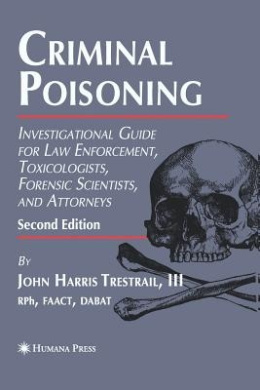 CRIMINAL
POISONING
INVESTIGATIONAL GUIDE
FOR LAW ENFORCEMENT,
TOXICOLOGISTS,
FORENSIC SCIENTISTS,
AND ATTORNEYS
Second Edition
BY
JOHN HARRIS TRESTRAIL, III
RPh, FAACT, DABAT
HUMANA PRESS